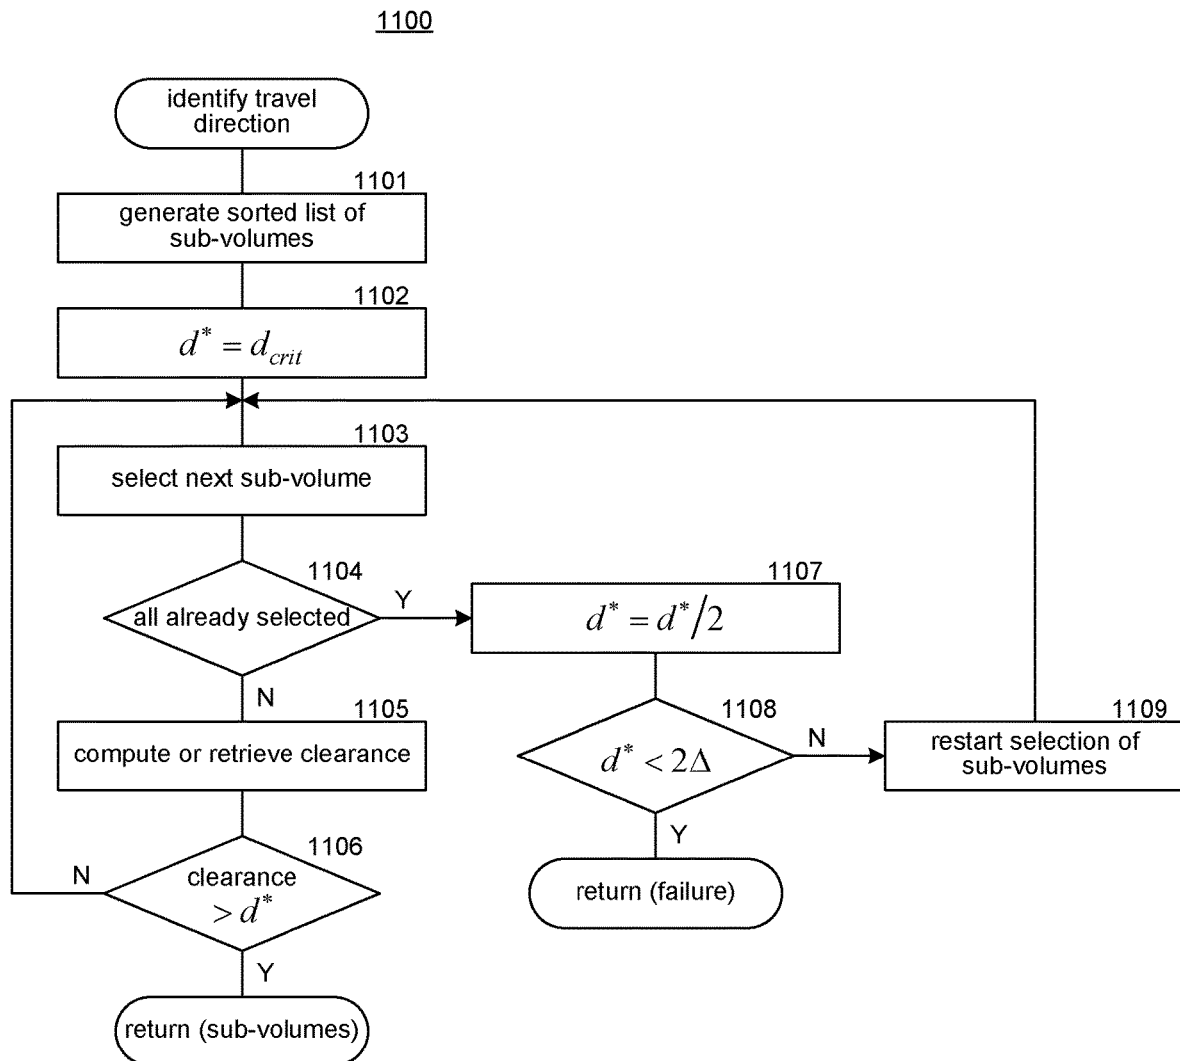 1100
identify travel
direction
1101
generate sorted list of
sub-volumes
1102
d* = d_crit
1103
select next sub-volume
1104
all already selected
Y
1107
d* = d*/2
N
1105
compute or retrieve clearance
1108
d* < 2Δ
N
1109
restart selection of
sub-volumes
1106
N
clearance
> d*
Y
return (failure)
Y
return (sub-volumes)